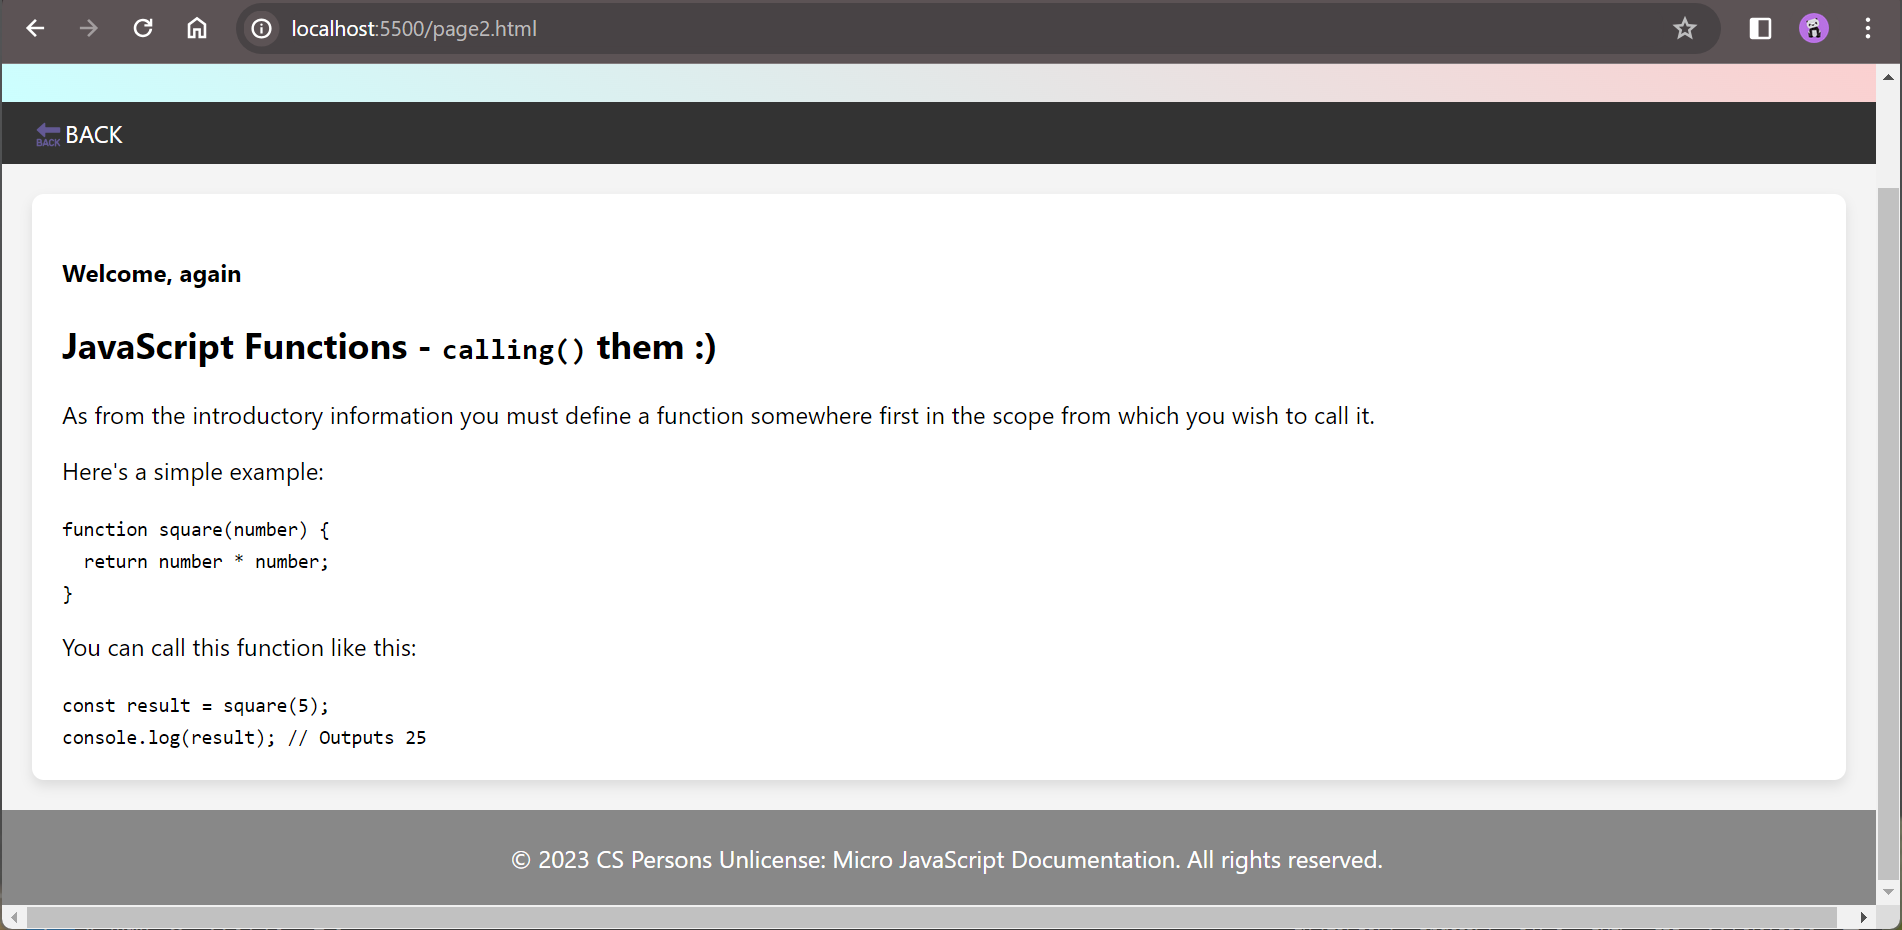 localhost:5500/page2.html
BACK BACK
Welcome, again
JavaScript Functions - calling() them :)
As from the introductory information you must define a function somewhere first in the scope from which you wish to call it.
Here's a simple example:
function square(number) {
  return number * number;
}
You can call this function like this:
const result = square(5);
console.log(result); // Outputs 25
© 2023 CS Persons Unlicense: Micro JavaScript Documentation. All rights reserved.